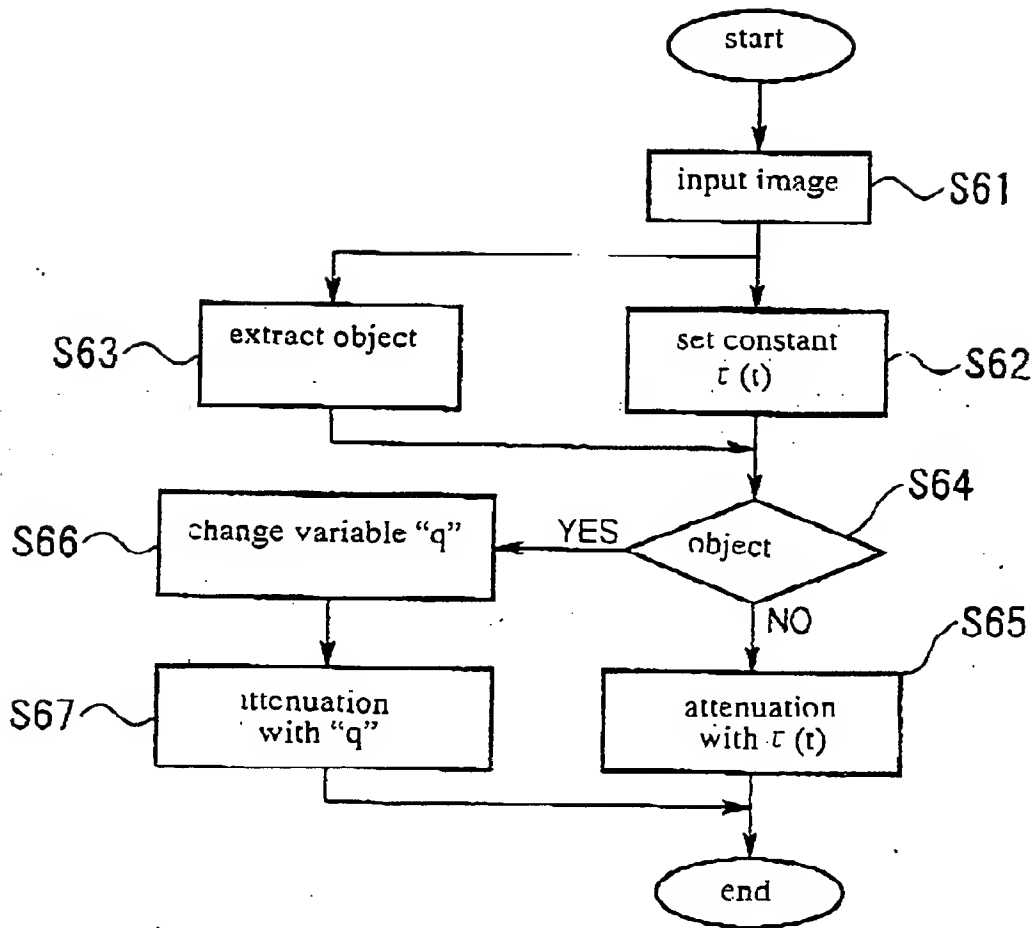 start
input image
S61
extract object
S63
set constant
τ (t)
S62
S64
object
YES
NO
change variable “q”
S66
S65
attenuation
with “q”
S67
attenuation
with τ (t)
end